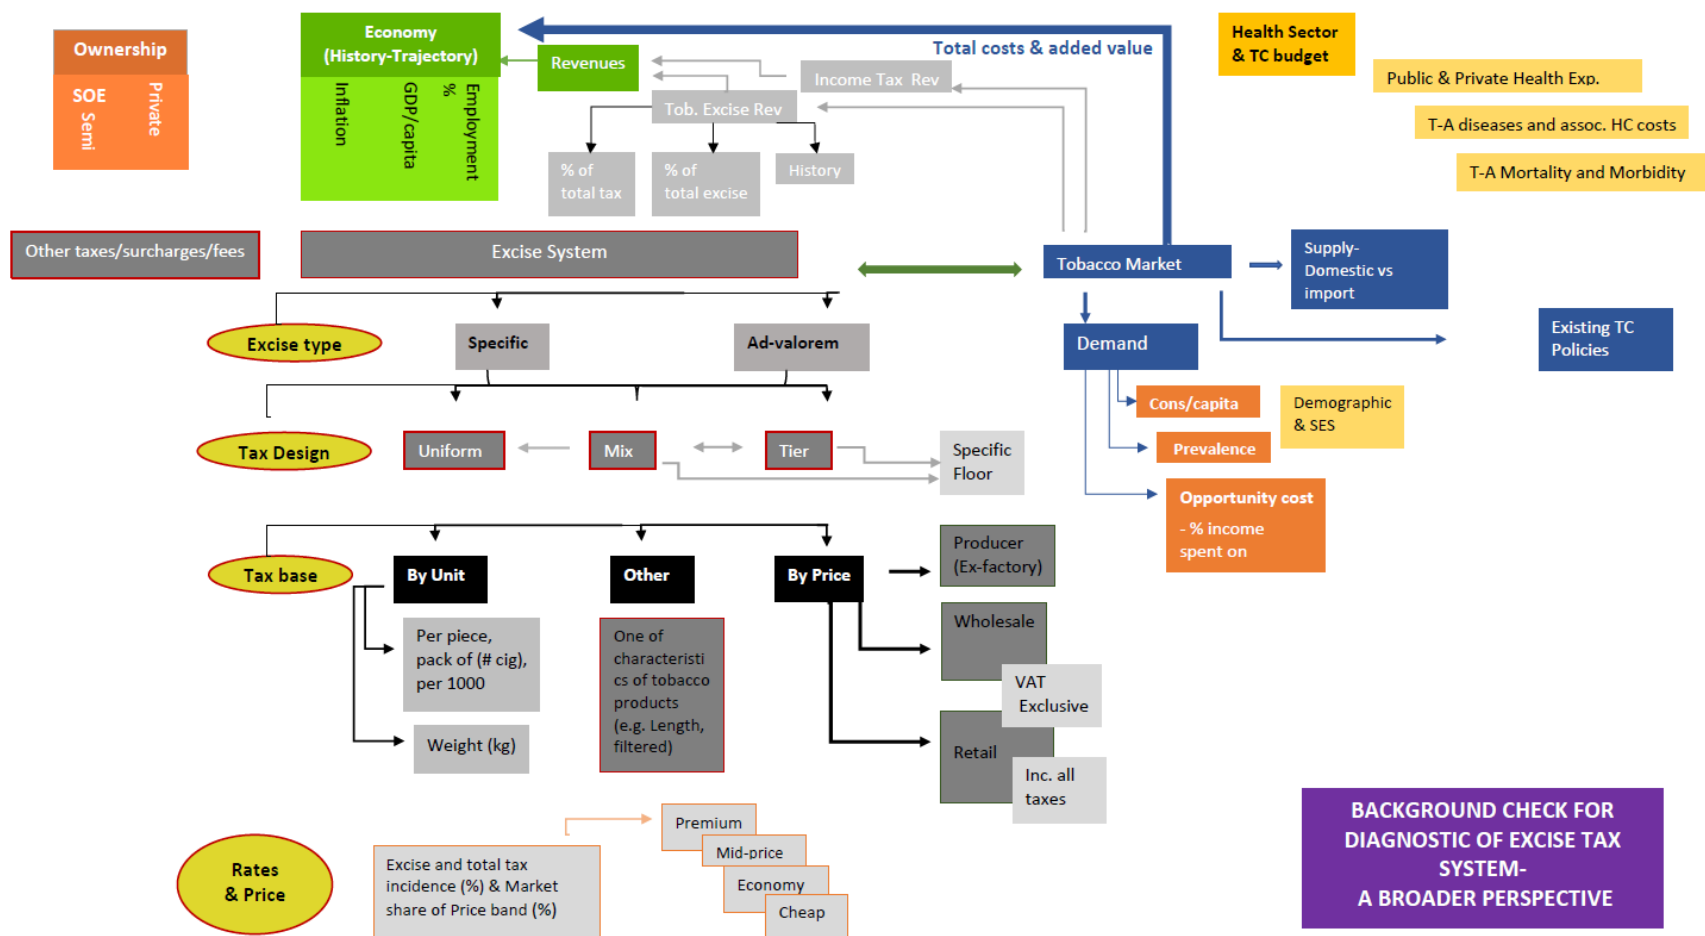 Ownership
SOE
Semi
Private
Economy
(History-Trajectory)
Inflation
GDP/capita
Employment
%
Revenues
Total costs & added value
Income Tax Rev
Tob. Excise Rev
% of
total tax
% of
total excise
History
Health Sector
& TC budget
Public & Private Health Exp.
T-A diseases and assoc. HC costs
T-A Mortality and Morbidity
Other taxes/surcharges/fees
Excise System
Tobacco Market
Supply-
Domestic vs
import
Excise type
Specific
Ad-valorem
Demand
Existing TC
Policies
Cons/capita
Demographic
& SES
Tax Design
Uniform
Mix
Tier
Specific
Floor
Prevalence
Opportunity cost
- % income
spent on
Tax base
By Unit
Other
By Price
Producer
(Ex-factory)
Per piece,
pack of (# cig),
per 1000
Weight (kg)
One of
characteristi
cs of tobacco
products
(e.g. Length,
filtered)
Wholesale
VAT
Exclusive
Retail
Inc. all
taxes
Rates
& Price
Excise and total tax
incidence (%) & Market
share of Price band (%)
Premium
Mid-price
Economy
Cheap
BACKGROUND CHECK FOR
DIAGNOSTIC OF EXCISE TAX
SYSTEM-
A BROADER PERSPECTIVE